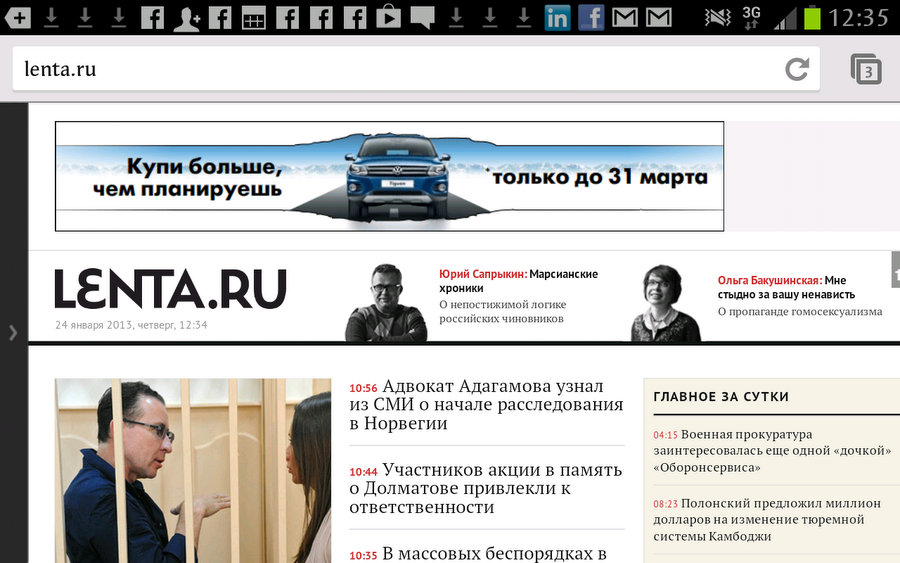 3G 12:35
lenta.ru
3
Купи больше,
чем планируешь
только до 31 марта
Tiguan
LENTA.RU
24 января 2013, четверг, 12:34
Юрий Сапрыкин: Марсианские
хроники
О непостижимой логике
российских чиновников
Ольга Бакушинская: Мне
стыдно за вашу ненависть
О пропаганде гомосексуализма
10:56 Адвокат Адагамова узнал
из СМИ о начале расследования
в Норвегии
10:44 Участников акции в память
о Долматове привлекли к
ответственности
10:35 В массовых беспорядках в
ГЛАВНОЕ ЗА СУТКИ
04:15 Военная прокуратура
заинтересовалась еще одной «дочкой»
«Оборонсервиса»
08:23 Полонский предложил миллион
долларов на изменение тюремной
системы Камбоджи